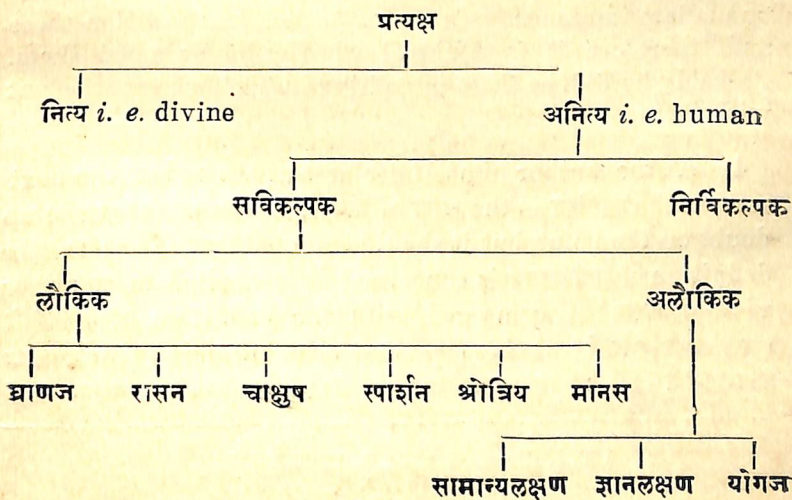 प्रत्यक्ष
नित्य i. e. divine अनित्य i. e. human
सविकल्पक निर्विकल्पक
लौकिक अलौकिक
घ्राणज रासन चाक्षुष स्पार्शन श्रोत्रिय मानस
सामान्यलक्षण ज्ञानलक्षण योगज